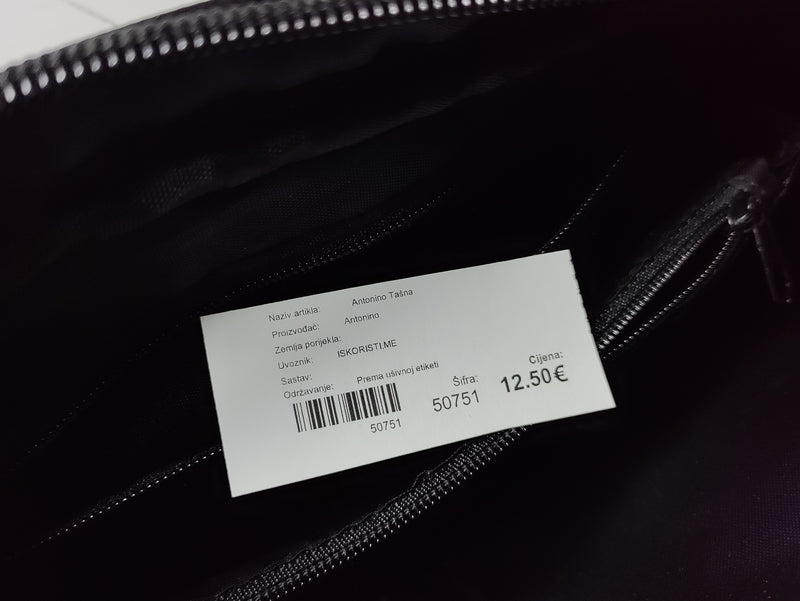 Naziv artikla: Antonino Tašna
Proizvođač: Antonino
Zemlja porijekla:
Uvoznik: ISKORISTI.ME
Sastav:
Održavanje: Prema ušivnoj etiketi
50751
Šifra:
50751
Cijena:
12.50€